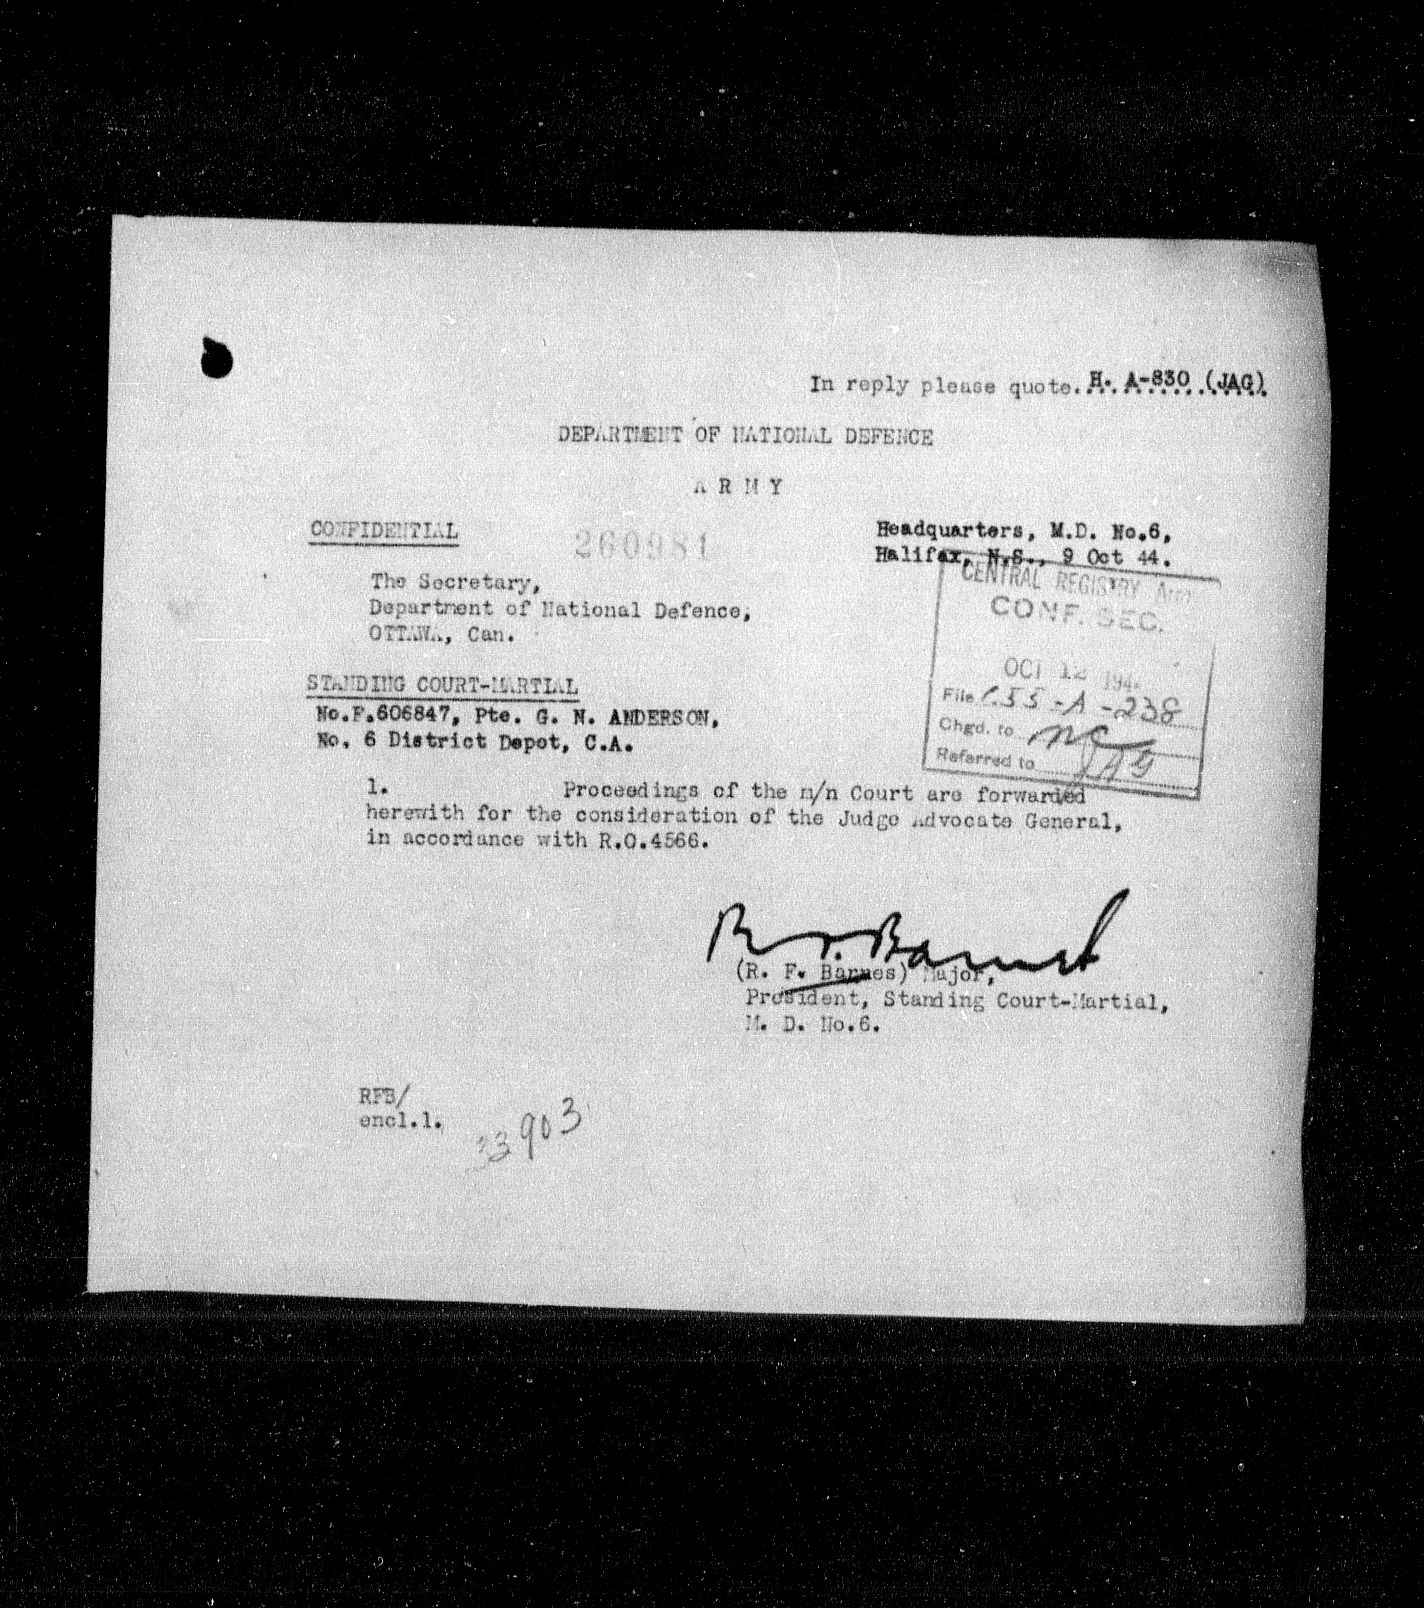 In reply please quote. H. A-830 (JAG)
DEPARTMENT OF NATIONAL DEFENCE
A R M Y
CONFIDENTIAL
260981
Headquarters, M.D. No.6,
Halifax, N.S., 9 Oct 44.
The Secretary,
Department of National Defence,
OTTAWA, Can.
CENTRAL REGISTRY
CONF. SEC.
OCT 12 194
File C.55-A-238
Chgd. to
Referred to JAG
STANDING COURT-MARTIAL
No.F.606847, Pte. G. N. ANDERSON,
No. 6 District Depot, C.A.
1. Proceedings of the m/n Court are forwarded
herewith for the consideration of the Judge Advocate General,
in accordance with R.O.4566.
R. F. Barnes
(R. F. Barnes) Major,
President, Standing Court-Martial,
M. D. No.6.
RFB/
encl.1.
33903